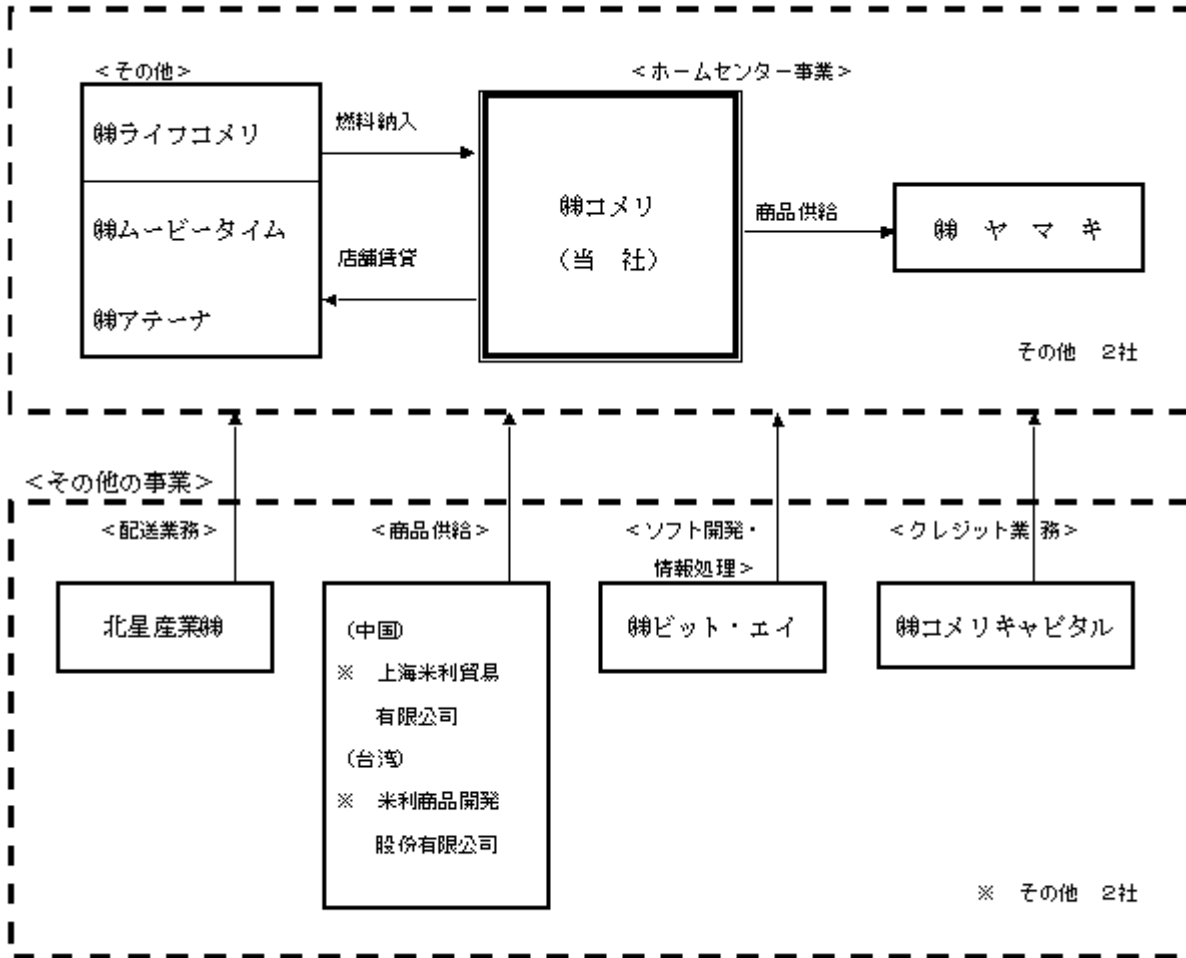 ＜その他＞
＜ホームセンター事業＞
㈱ライフコメリ
燃料納入
㈱ムービータイム
店舗賃貸
㈱アテーナ
㈱コメリ
（当　社）
商品供給
㈱　ヤ　マ　キ
その他　２社
＜その他の事業＞
＜配送業務＞
北星産業㈱
＜商品供給＞
（中国）
※　上海米利貿易
有限公司
（台湾）
※　米利商品開発
股份有限公司
＜ソフト開発・
情報処理＞
㈱ビット・エイ
＜クレジット業務＞
㈱コメリキャピタル
※　その他　２社